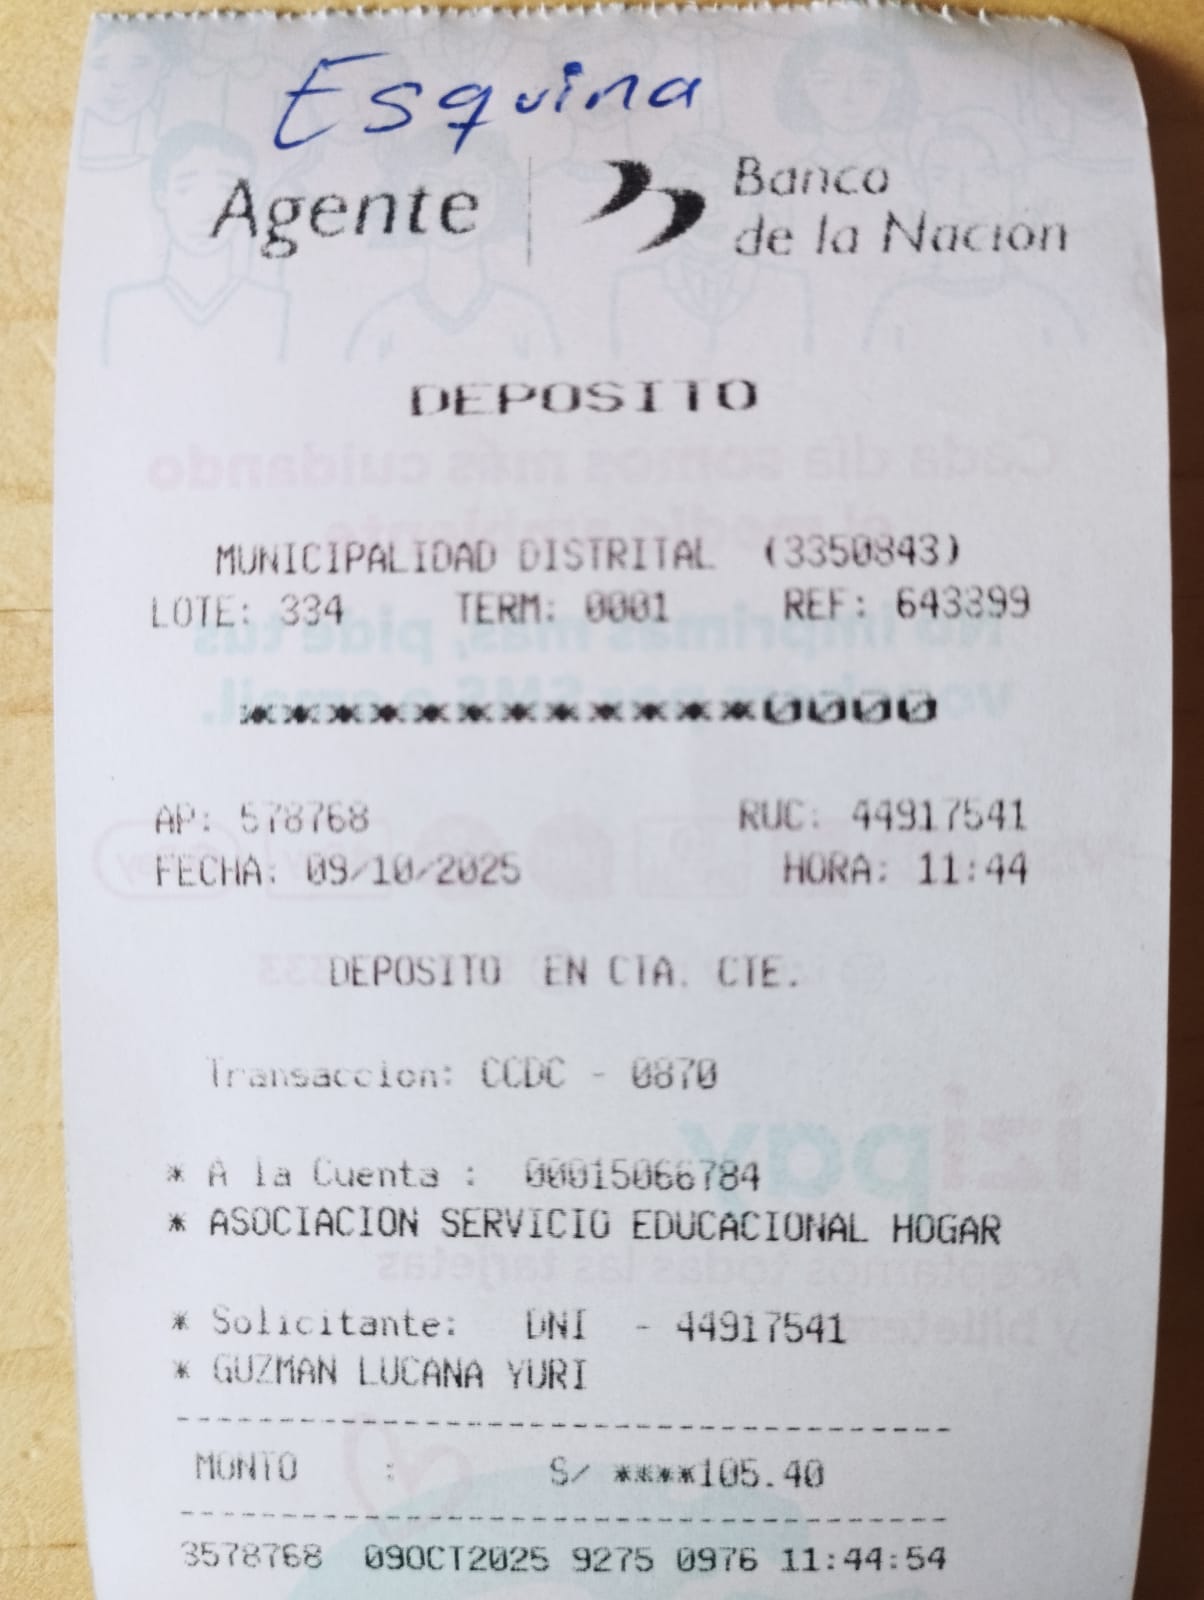 Esquina
Agente | Banco
de la Nación
DEPOSITO
MUNICIPALIDAD DISTRITAL (3350843)
LOTE: 334 TERM: 0001 REF: 643399
************0000
AP: 578768 RUC: 44917541
FECHA: 09/10/2025 HORA: 11:44
DEPOSITO EN CTA. CTE.
Transaccion: CCDC - 0870
* A la Cuenta : 00015066784
* ASOCIACION SERVICIO EDUCACIONAL HOGAR
* Solicitante: DNI - 44917541
* GUZMAN LUCANA YURI
MONTO : S/ ****105.40
3578768 09OCT2025 9275 0976 11:44:54